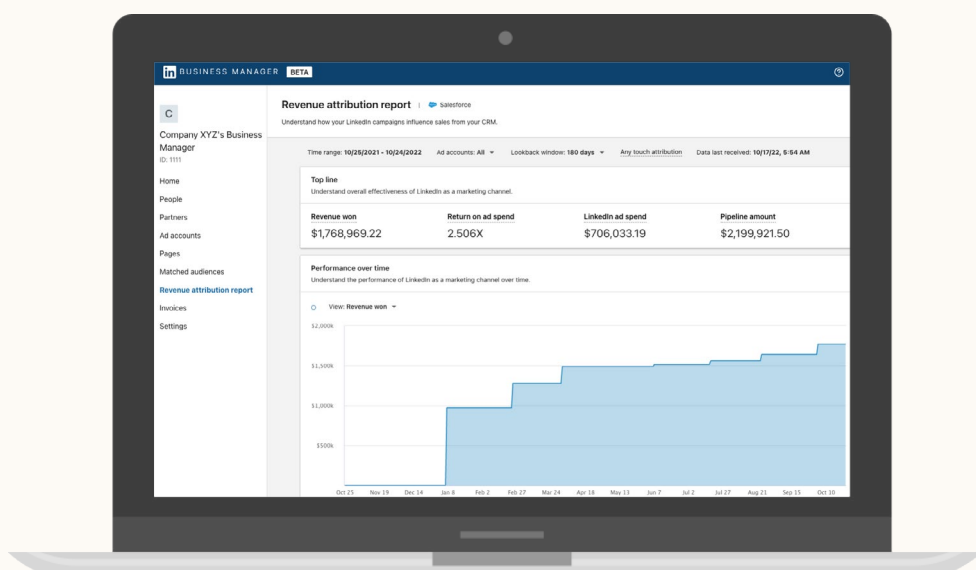 in BUSINESS MANAGER BETA
C
Company XYZ's Business
Manager
ID: 1111
Home
People
Partners
Ad accounts
Pages
Matched audiences
Revenue attribution report
Invoices
Settings
Revenue attribution report | Salesforce
Understand how your LinkedIn campaigns influence sales from your CRM.
Time range: 10/25/2021 - 10/24/2022 Ad accounts: All Lookback window: 180 days Any touch attribution Data last received: 10/17/22, 5:54 AM
Top line
Understand overall effectiveness of LinkedIn as a marketing channel.
Revenue won Return on ad spend LinkedIn ad spend Pipeline amount
$1,768,969.22 2.506X $706,033.19 $2,199,921.50
Performance over time
Understand the performance of LinkedIn as a marketing channel over time.
View: Revenue won
$2,000k
$1,500k
$1,000k
$500k
Oct 25 Nov 19 Dec 14 Jan 8 Feb 2 Feb 27 Mar 24 Apr 18 May 13 Jun 7 Jul 2 Jul 27 Aug 21 Sep 15 Oct 10